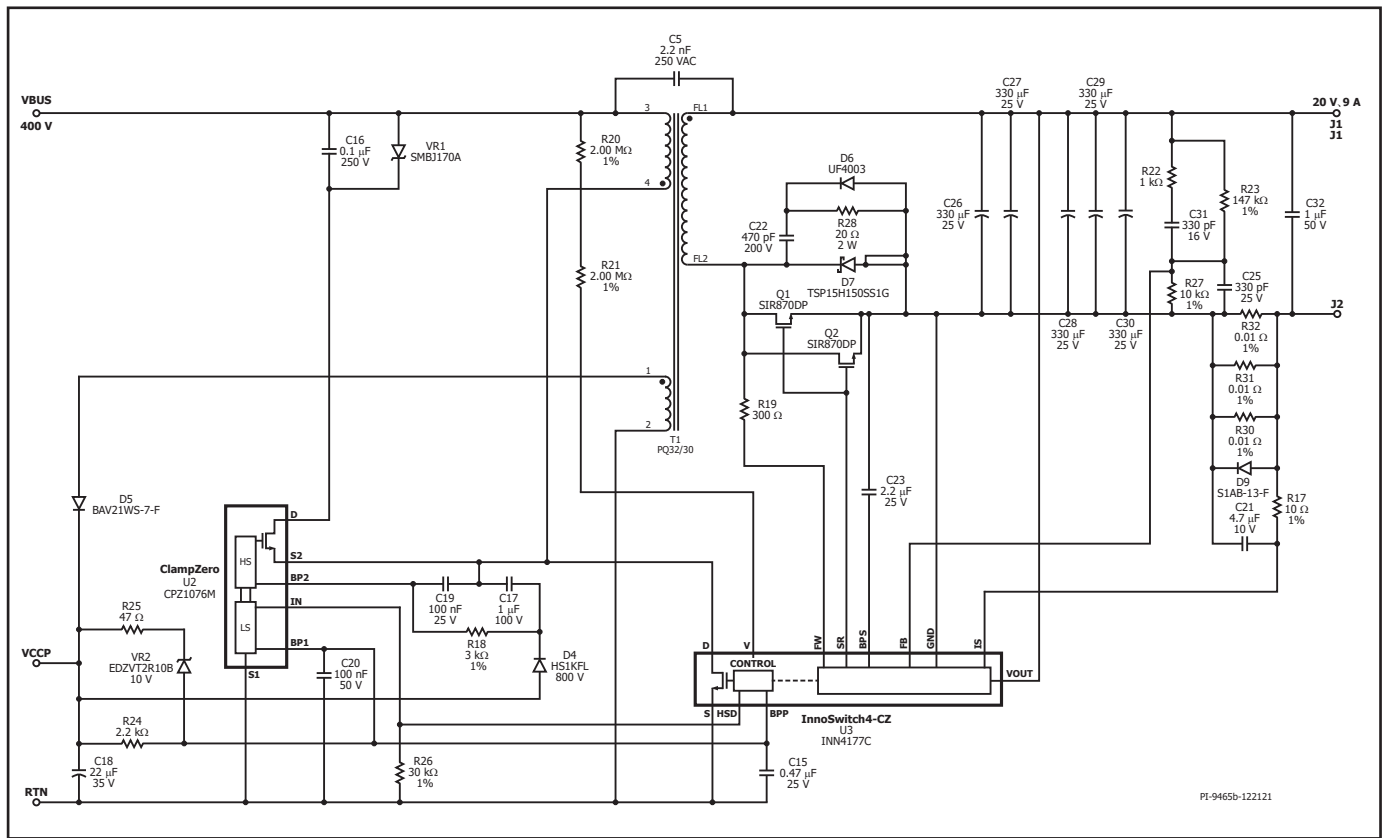 C5
2.2 nF
250 VAC
VBUS
400 V
C16
0.1 μF
250 V
VR1
SMBJ170A
R20
2.00 MΩ
1%
3
4
FL1
FL2
R21
2.00 MΩ
1%
1
2
T1
PQ32/30
D6
UF4003
C22
470 pF
200 V
R28
20 Ω
2 W
D7
TSP15H150SS1G
Q1
SIR870DP
Q2
SIR870DP
R19
300 Ω
C23
2.2 μF
25 V
C26
330 μF
25 V
C27
330 μF
25 V
C29
330 μF
25 V
C28
330 μF
25 V
C30
330 μF
25 V
R22
1 kΩ
C31
330 pF
16 V
R23
147 kΩ
1%
R27
10 kΩ
1%
C25
330 pF
25 V
C32
1 μF
50 V
20 V, 9 A
J1
J1
J2
R32
0.01 Ω
1%
R31
0.01 Ω
1%
R30
0.01 Ω
1%
D9
S1AB-13-F
C21
4.7 μF
10 V
R17
10 Ω
1%
D5
BAV21WS-7-F
ClampZero
U2
CPZ1076M
HS
LS
D
S2
BP2
IN
BP1
S1
C19
100 nF
25 V
C17
1 μF
100 V
R18
3 kΩ
1%
D4
HS1KFL
800 V
R25
47 Ω
VR2
EDZVT2R10B
10 V
VCCP
C20
100 nF
50 V
R24
2.2 kΩ
C18
22 μF
35 V
RTN
R26
30 kΩ
1%
D
V
FW
SR
BPS
FB
GND
IS
CONTROL
VOUT
S
HSD
BPP
InnoSwitch4-CZ
U3
INN4177C
C15
0.47 μF
25 V
PI-9465b-122121